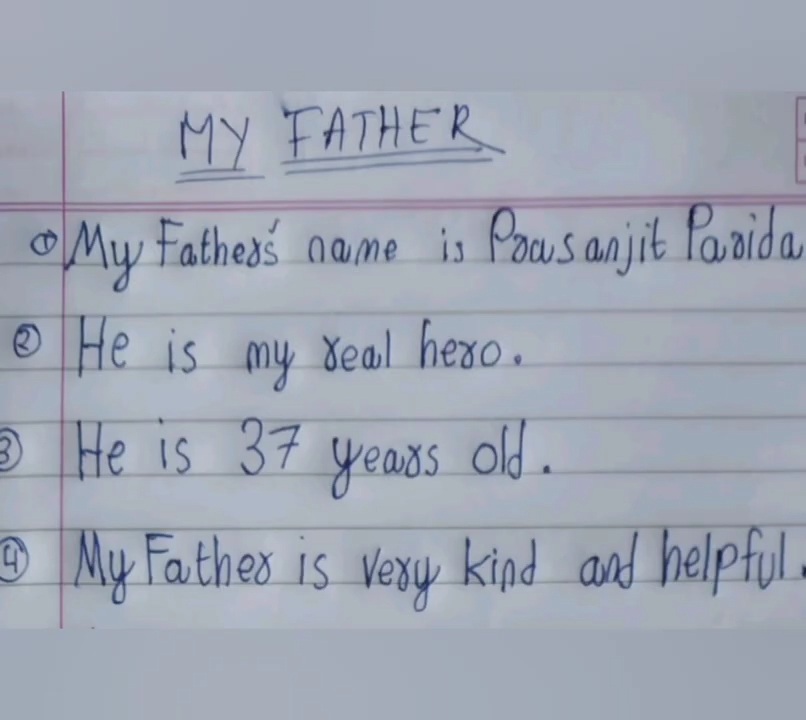 MY FATHER
① My Father's name is Prasanjit Parida
② He is my real hero.
③ He is 37 years old.
④ My Father is very kind and helpful.